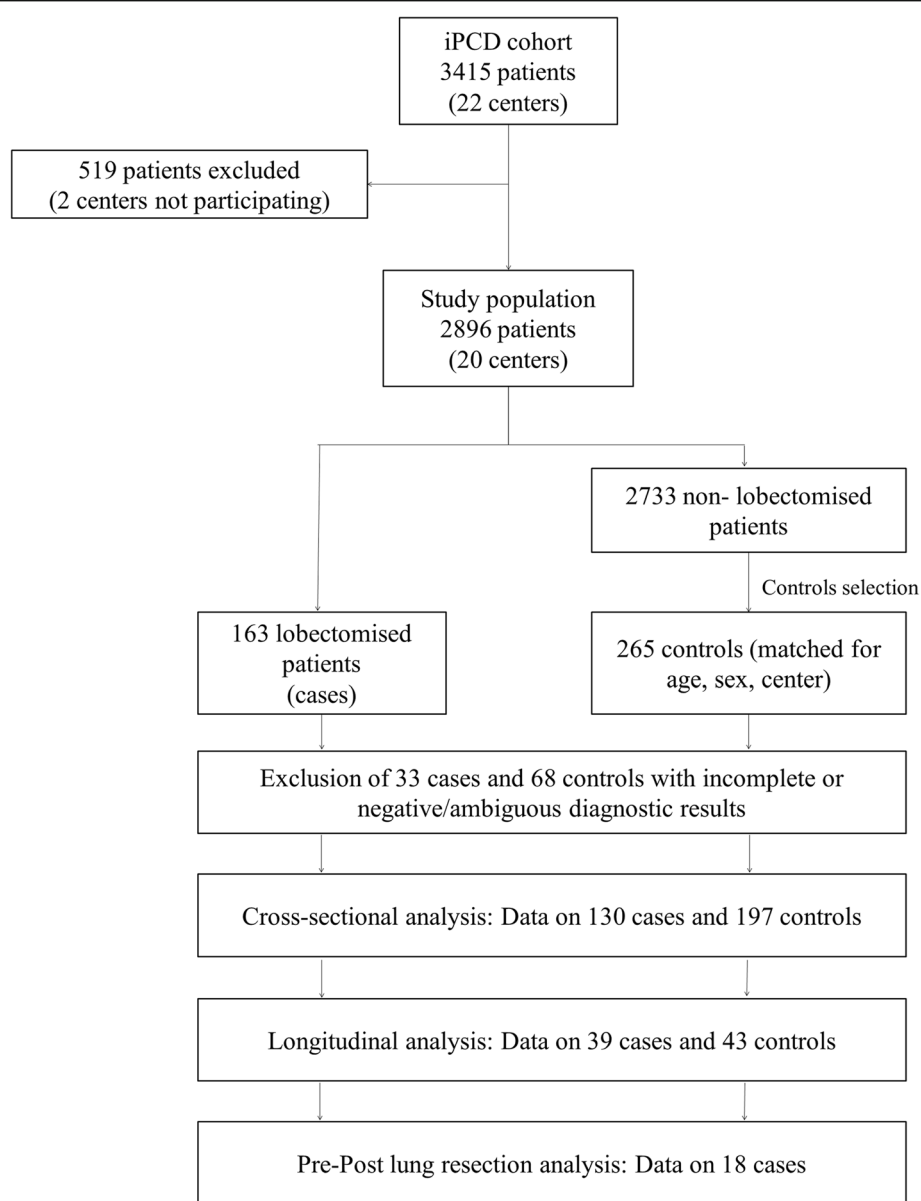 iPCD cohort
3415 patients
(22 centers)
519 patients excluded
(2 centers not participating)
Study population
2896 patients
(20 centers)
2733 non- lobectomised
patients
Controls selection
163 lobectomised
patients
(cases)
265 controls (matched for
age, sex, center)
Exclusion of 33 cases and 68 controls with incomplete or
negative/ambiguous diagnostic results
Cross-sectional analysis: Data on 130 cases and 197 controls
Longitudinal analysis: Data on 39 cases and 43 controls
Pre-Post lung resection analysis: Data on 18 cases